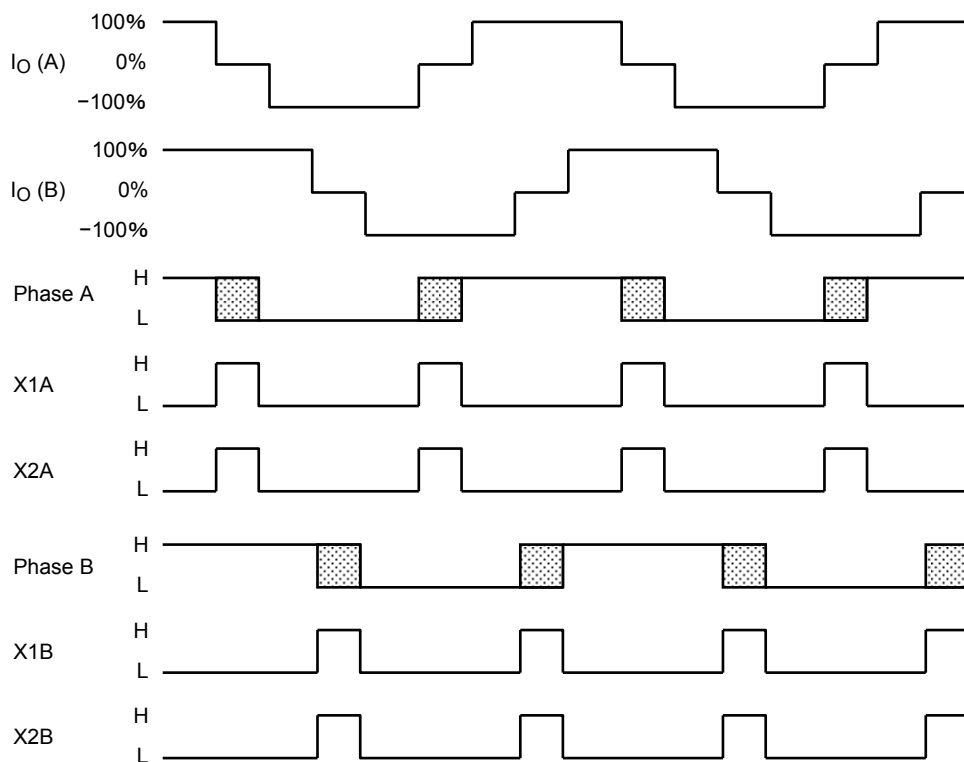 100%
I_O (A) 0%
−100%
100%
I_O (B) 0%
−100%
H
Phase A
L
H
X1A
L
H
X2A
L
H
Phase B
L
H
X1B
L
H
X2B
L